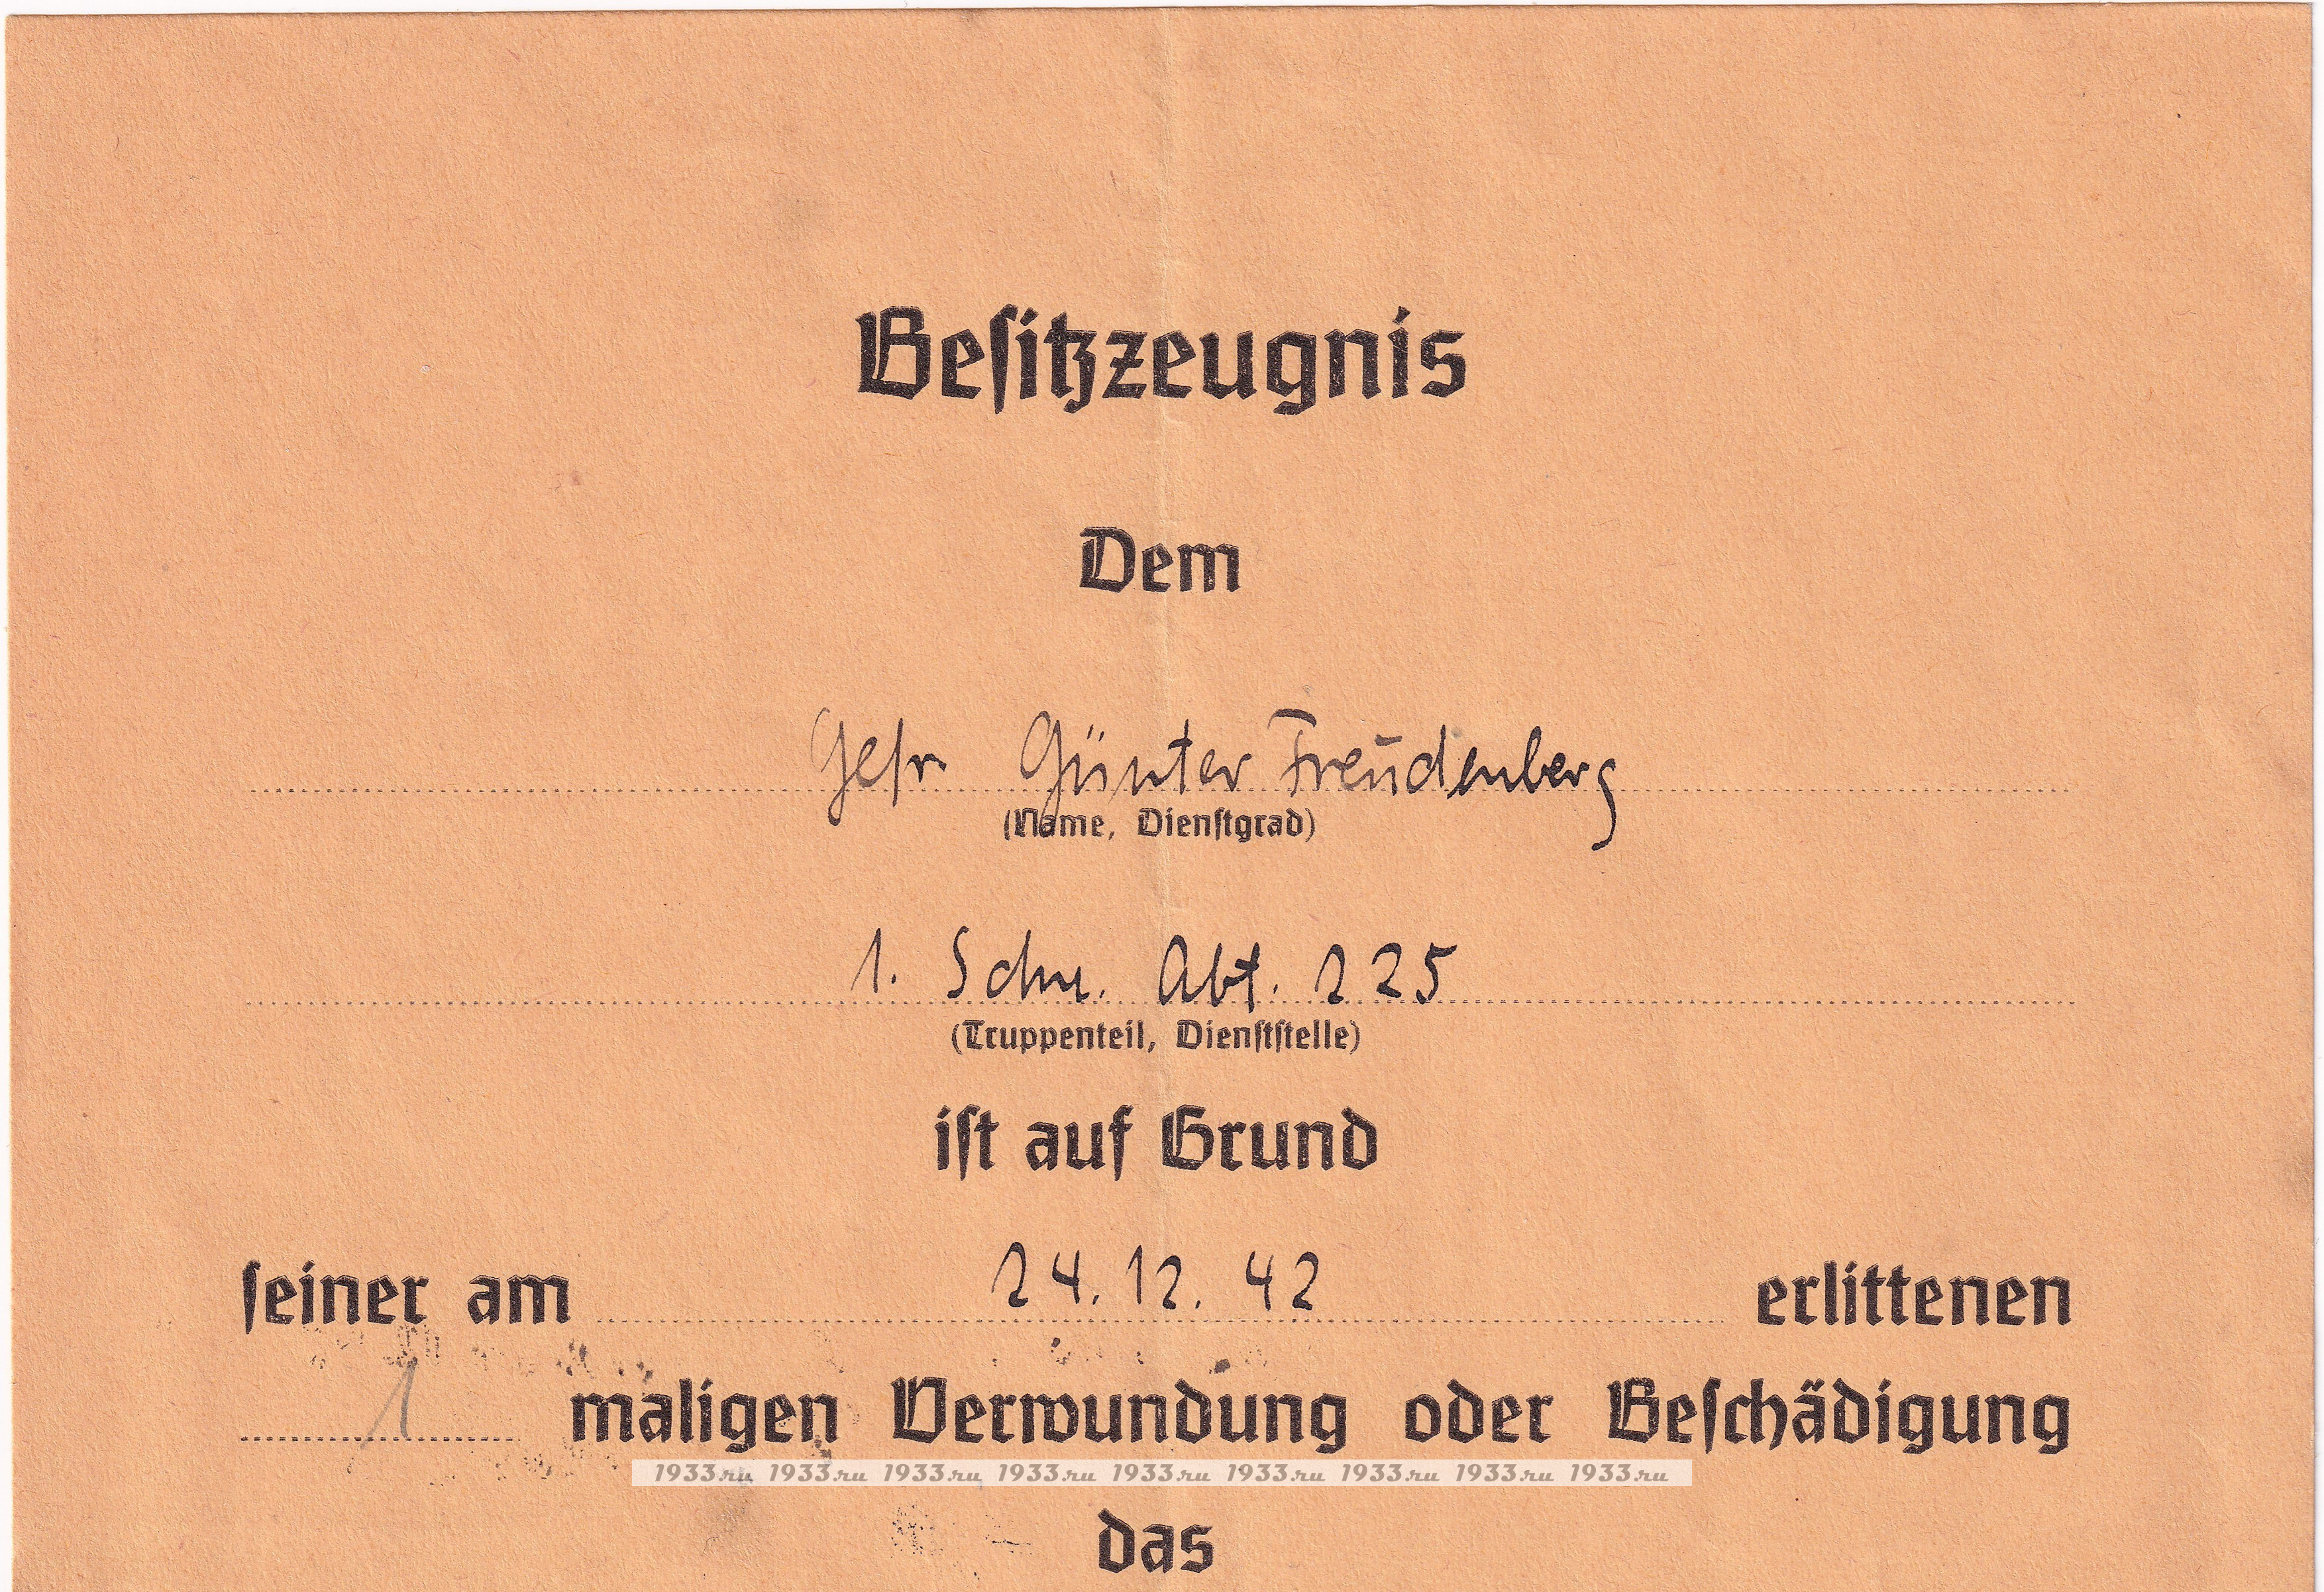 Besitzzeugnis
Dem
Gefr Günter Freudenberg
(Name, Dienstgrad)
1. Schn. Abt. 225
(Truppenteil, Dienststelle)
ist auf Grund
seiner am 24. 12. 42 erlittenen
1 maligen Verwundung oder Beschädigung
1933.ru 1933.ru 1933.ru 1933.ru 1933.ru 1933.ru 1933.ru 1933.ru 1933.ru
das